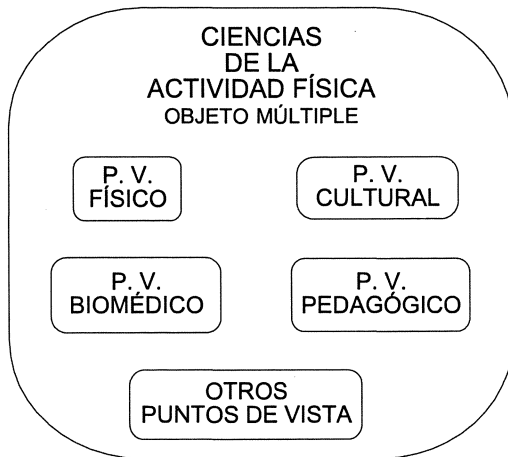 CIENCIAS
DE LA
ACTIVIDAD FÍSICA
OBJETO MÚLTIPLE
P. V.
FÍSICO
P. V.
CULTURAL
P. V.
BIOMÉDICO
P. V.
PEDAGÓGICO
OTROS
PUNTOS DE VISTA